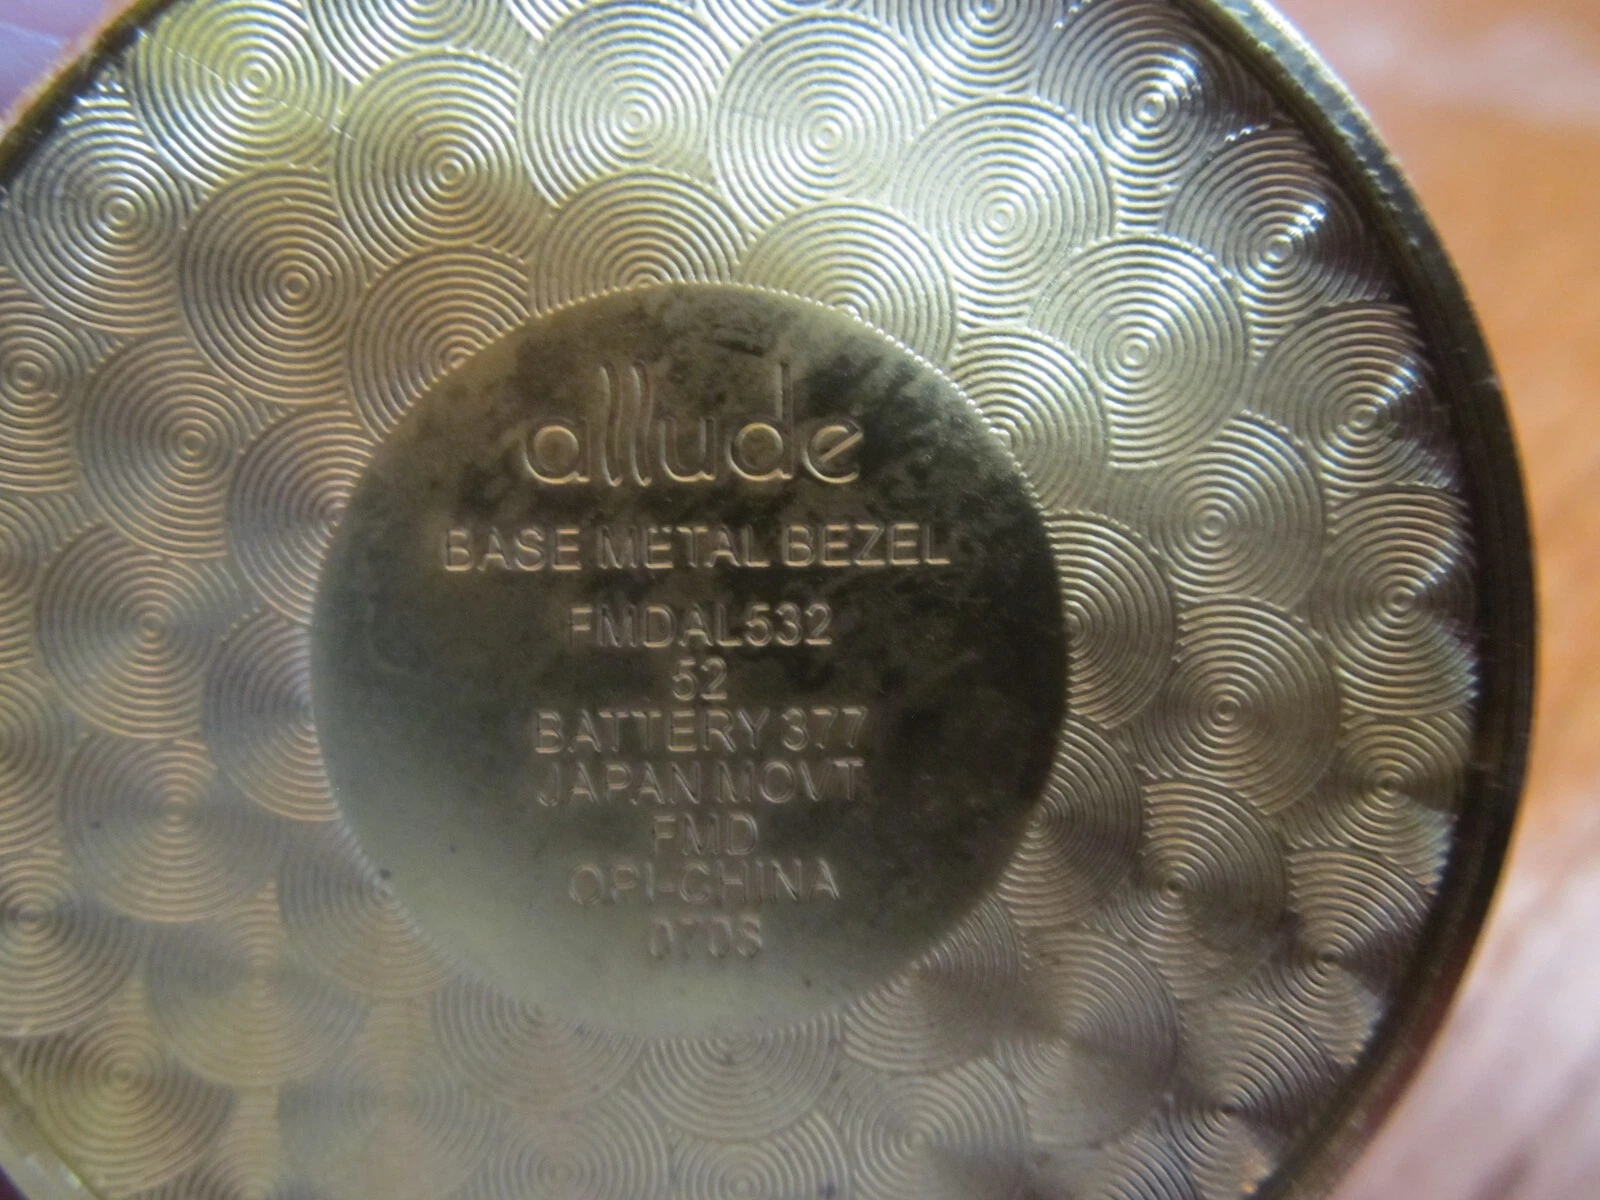 allude
BASE METAL BEZEL
FMDAL532
52
BATTERY 377
JAPAN MOVT
FMD
OPI-CHINA
0708